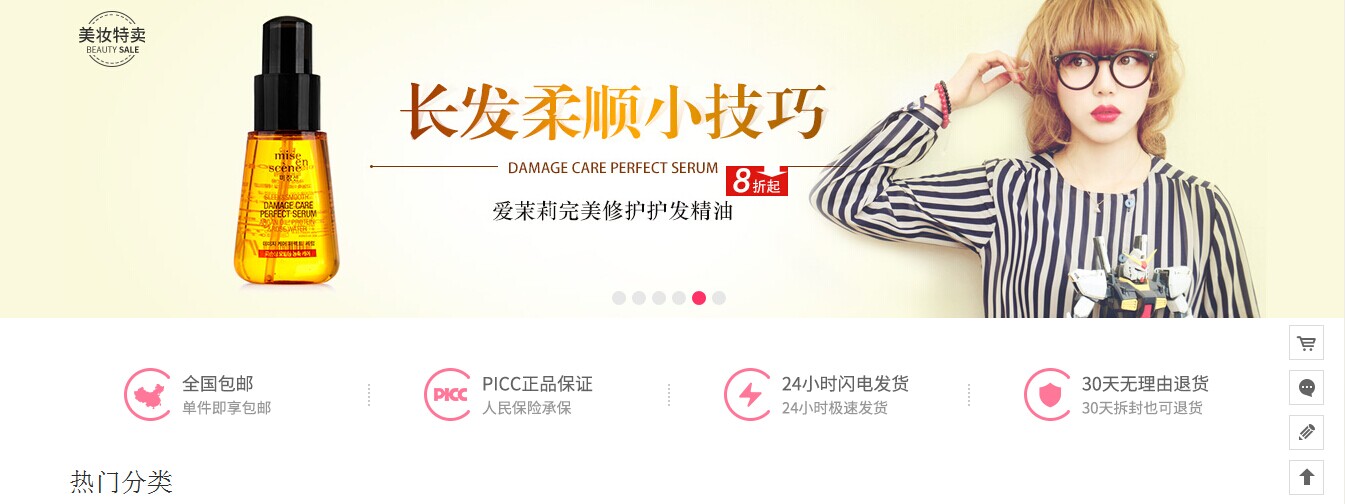 美妆特卖
BEAUTY SALE
mise
en
scène
DAMAGE CARE
PERFECT SERUM
长发柔顺小技巧
DAMAGE CARE PERFECT SERUM
8折起
爱茉莉完美修护护发精油
全国包邮
单件即享包邮
PICC
PICC正品保证
人民保险承保
24小时闪电发货
24小时极速发货
30天无理由退货
30天拆封也可退货
热门分类